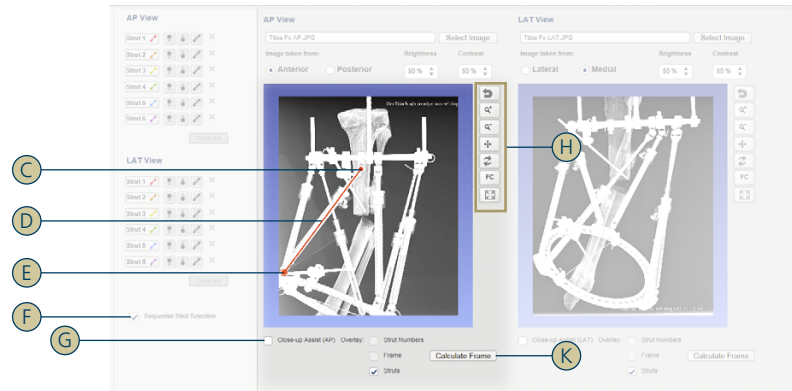 AP View
Strut 1
Strut 2
Strut 3
Strut 4
Strut 5
Strut 6
Clear All
LAT View
Strut 1
Strut 2
Strut 3
Strut 4
Strut 5
Strut 6
Clear All
Sequential Strut Selection
AP View
Tibia Fx AP.JPG
Select Image
Image taken from:
Brightness
Contrast
Anterior
Posterior
50 %
50 %
FC
Close-up Assist (AP)
Overlay:
Strut Numbers
Frame
Calculate Frame
Struts
LAT View
Tibia Fx LAT.JPG
Select Image
Image taken from:
Brightness
Contrast
Lateral
Medial
50 %
50 %
FC
Close-up Assist (LAT)
Overlay:
Strut Numbers
Frame
Calculate Frame
Struts
C
D
E
F
G
H
K